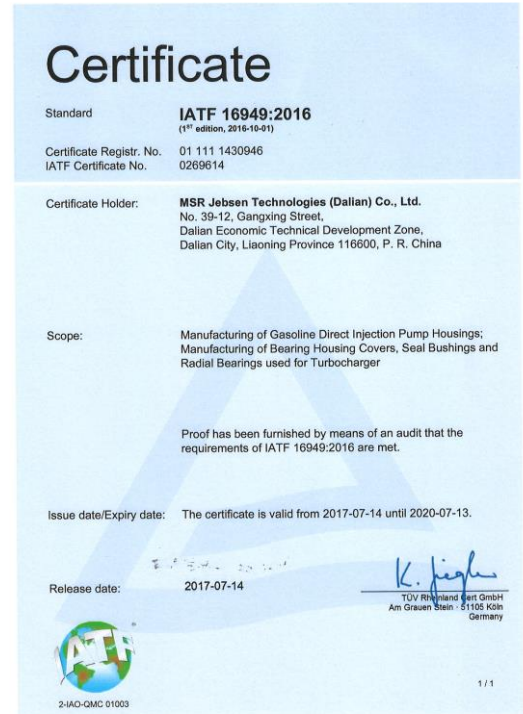 Certificate
Standard IATF 16949:2016
(1ST edition, 2016-10-01)
Certificate Registr. No. 01 111 1430946
IATF Certificate No. 0269614
Certificate Holder: MSR Jebsen Technologies (Dalian) Co., Ltd.
No. 39-12, Gangxing Street,
Dalian Economic Technical Development Zone,
Dalian City, Liaoning Province 116600, P. R. China
Scope: Manufacturing of Gasoline Direct Injection Pump Housings;
Manufacturing of Bearing Housing Covers, Seal Bushings and
Radial Bearings used for Turbocharger
Proof has been furnished by means of an audit that the
requirements of IATF 16949:2016 are met.
Issue date/Expiry date: The certificate is valid from 2017-07-14 until 2020-07-13.
Release date: 2017-07-14
TÜV Rheinland Cert GmbH
Am Grauen Stein · 51105 Köln
Germany
IATF
2-IAO-QMC 01003
1 / 1